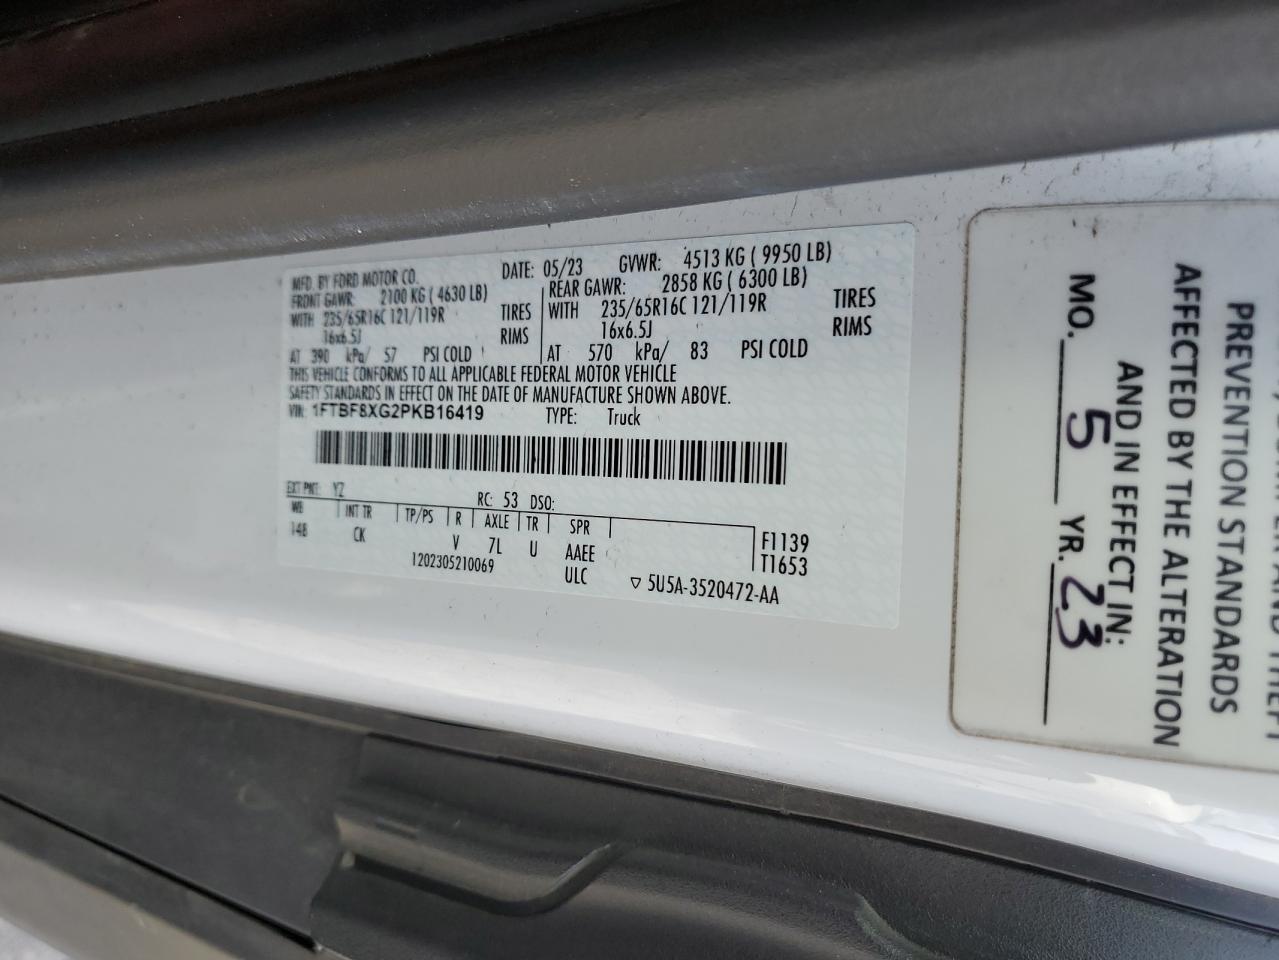 MFD. BY FORD MOTOR CO.
DATE: 05/23 GVWR: 4513 KG ( 9950 LB)
FRONT GAWR: 2100 KG ( 4630 LB)
WITH 235/65R16C 121/119R TIRES
16x6.5J RIMS
AT 390 kPa/ 57 PSI COLD
REAR GAWR: 2858 KG ( 6300 LB)
WITH 235/65R16C 121/119R TIRES
16x6.5J RIMS
AT 570 kPa/ 83 PSI COLD
THIS VEHICLE CONFORMS TO ALL APPLICABLE FEDERAL MOTOR VEHICLE
SAFETY STANDARDS IN EFFECT ON THE DATE OF MANUFACTURE SHOWN ABOVE.
VIN: 1FTBF8XG2PKB16419 TYPE: Truck
EXT PNT: YZ RC: 53 DSO:
WB INT TR TP/PS R AXLE TR SPR
148 CK V 7L U AAEE
1202305210069 ULC
F1139
T1653
5U5A-3520472-AA
PREVENTION STANDARDS
AFFECTED BY THE ALTERATION
AND IN EFFECT IN:
MO. 5 YR. 23